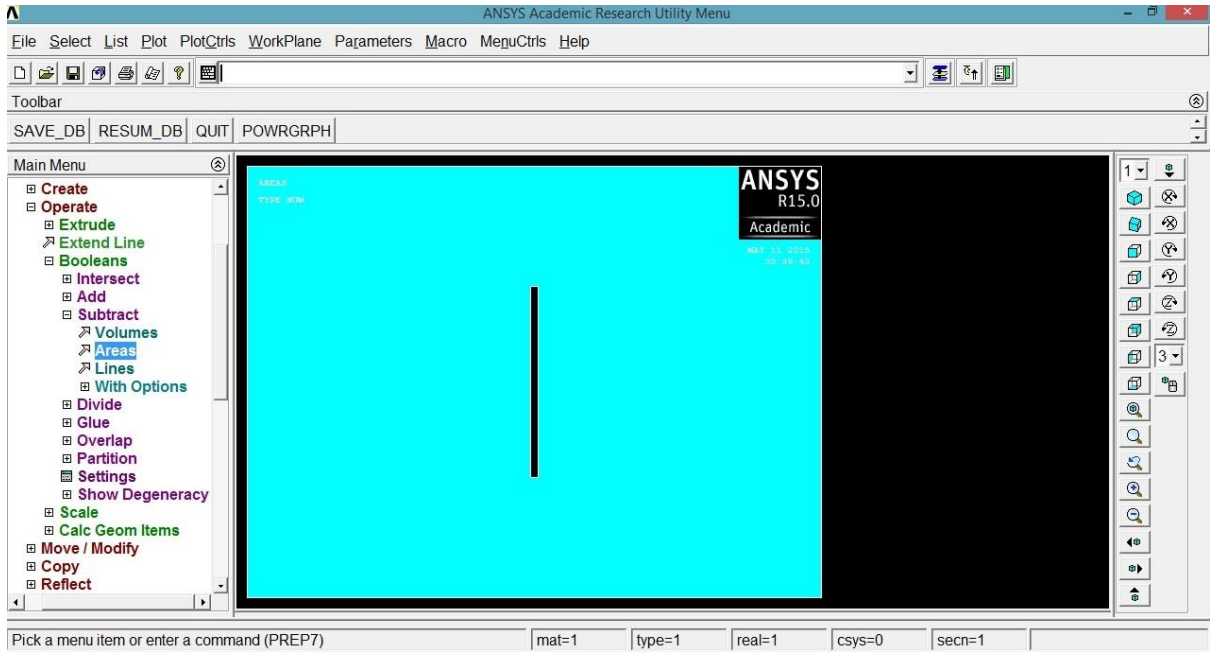 ANSYS Academic Research Utility Menu
File Select List Plot PlotCtrls WorkPlane Parameters Macro MenuCtrls Help
Toolbar
SAVE_DB RESUM_DB QUIT POWRGRPH
Main Menu
Create
Operate
Extrude
Extend Line
Booleans
Intersect
Add
Subtract
Volumes
Areas
Lines
With Options
Divide
Glue
Overlap
Partition
Settings
Show Degeneracy
Scale
Calc Geom Items
Move / Modify
Copy
Reflect
AREAS
TYPE NUM
ANSYS
R15.0
Academic
MAY 11 2015
1
3
Pick a menu item or enter a command (PREP7) mat=1 type=1 real=1 csys=0 secn=1